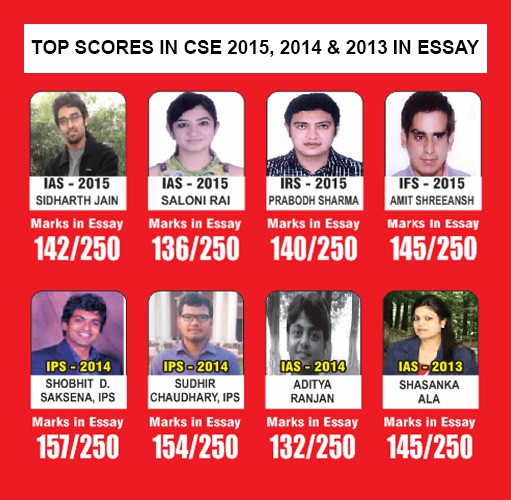 TOP SCORES IN CSE 2015, 2014 & 2013 IN ESSAY
IAS - 2015
SIDHARTH JAIN
Marks in Essay
142/250
IAS - 2015
SALONI RAI
Marks in Essay
136/250
IRS - 2015
PRABODH SHARMA
Marks in Essay
140/250
IFS - 2015
AMIT SHREEANSH
Marks In Essay
145/250
IPS - 2014
SHOBHIT D.
SAKSENA, IPS
Marks in Essay
157/250
IPS - 2014
SUDHIR
CHAUDHARY, IPS
Marks in Essay
154/250
IAS - 2014
ADITYA
RANJAN
Marks in Essay
132/250
IAS - 2013
SHASANKA
ALA
Marks in Essay
145/250